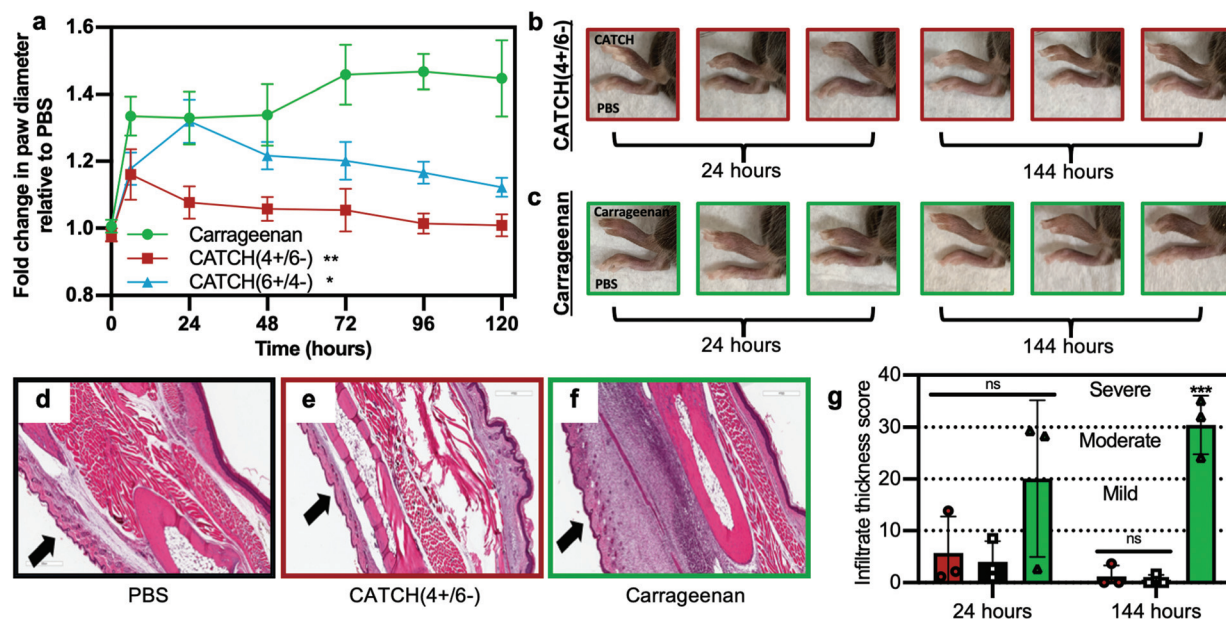 a
1.6
1.4
1.2
1.0
0.8
Fold change in paw diameter
relative to PBS
Carrageenan
CATCH(4+/6-) **
CATCH(6+/4-) *
0 24 48 72 96 120
Time (hours)
b
CATCH(4+/6-)
CATCH
PBS
24 hours
144 hours
c
Carrageenan
Carrageenan
PBS
24 hours
144 hours
d
PBS
e
CATCH(4+/6-)
f
Carrageenan
g
Infiltrate thickness score
40
30
20
10
0
ns
Severe
***
Moderate
Mild
ns
24 hours 144 hours